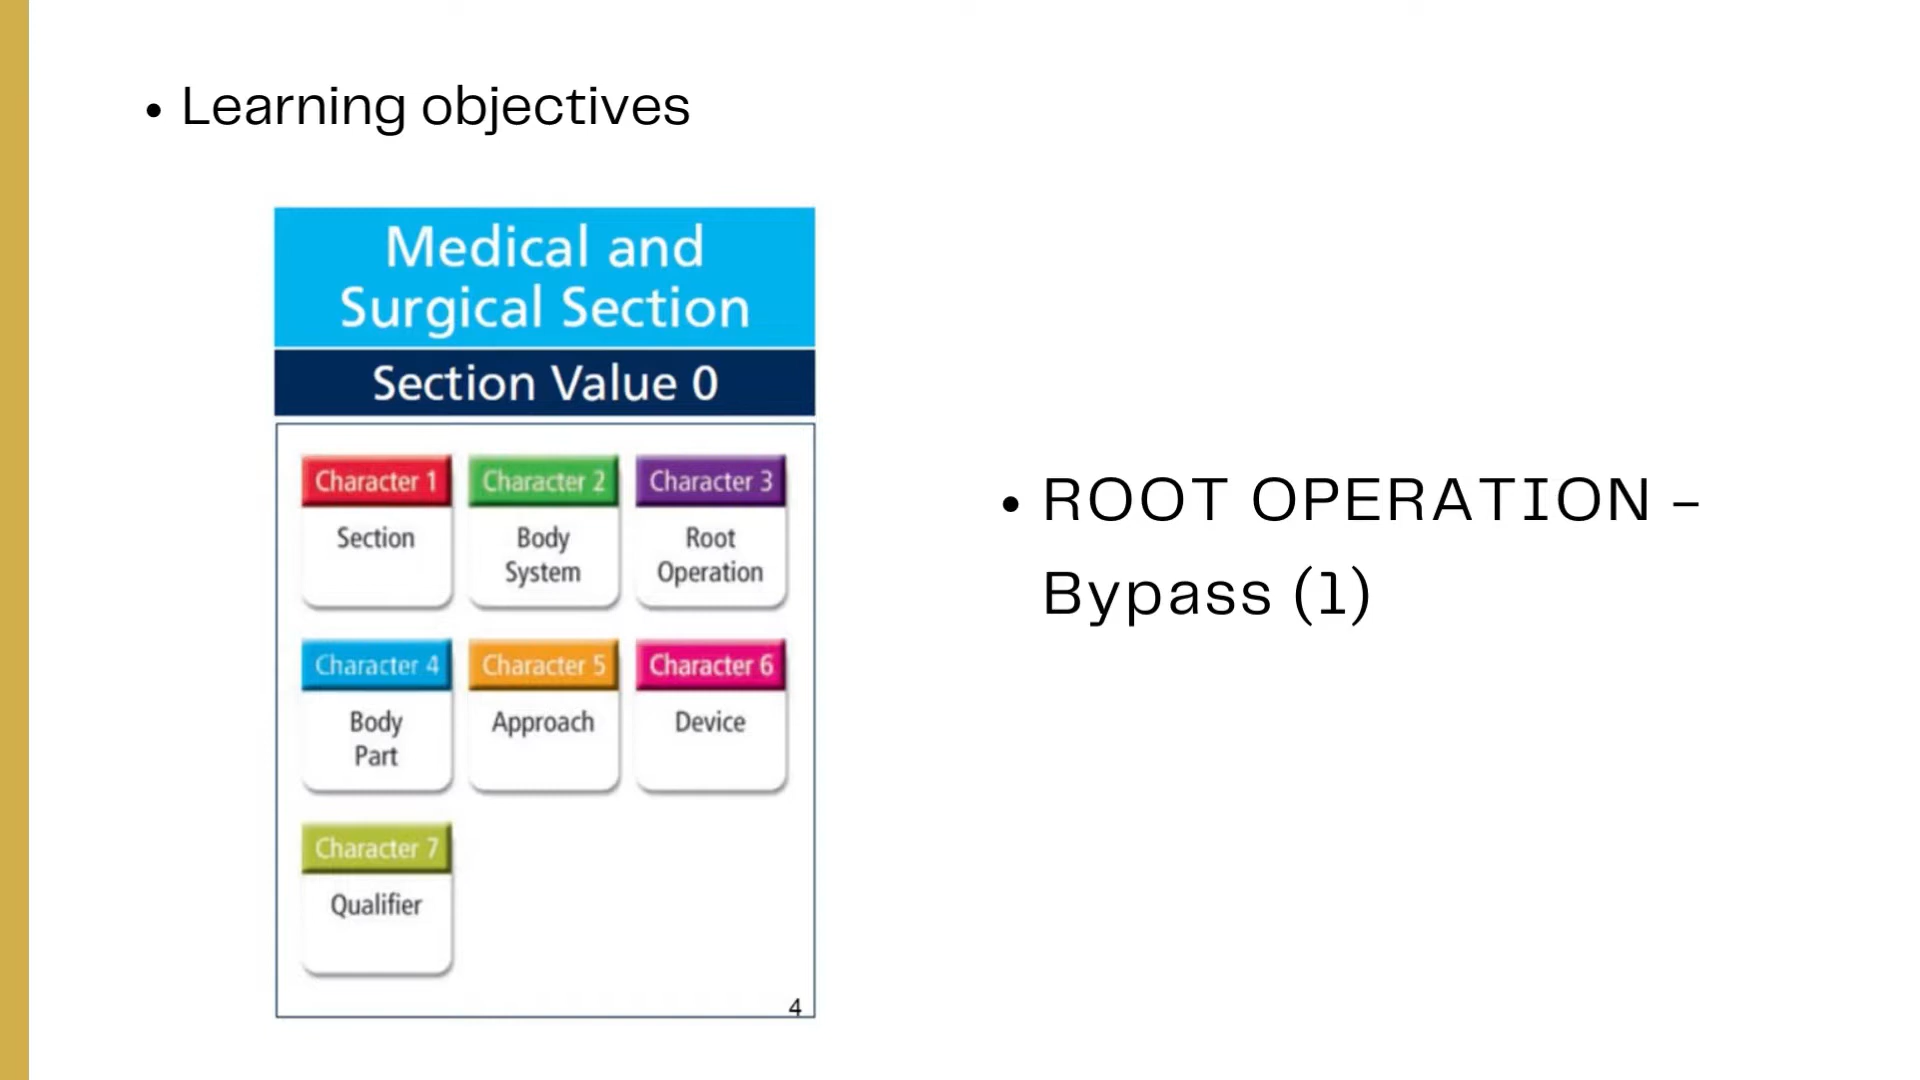 • Learning objectives
Medical and
Surgical Section
Section Value 0
Character 1
Section
Character 2
Body
System
Character 3
Root
Operation
Character 4
Body
Part
Character 5
Approach
Character 6
Device
Character 7
Qualifier
4
• ROOT OPERATION –
Bypass (1)